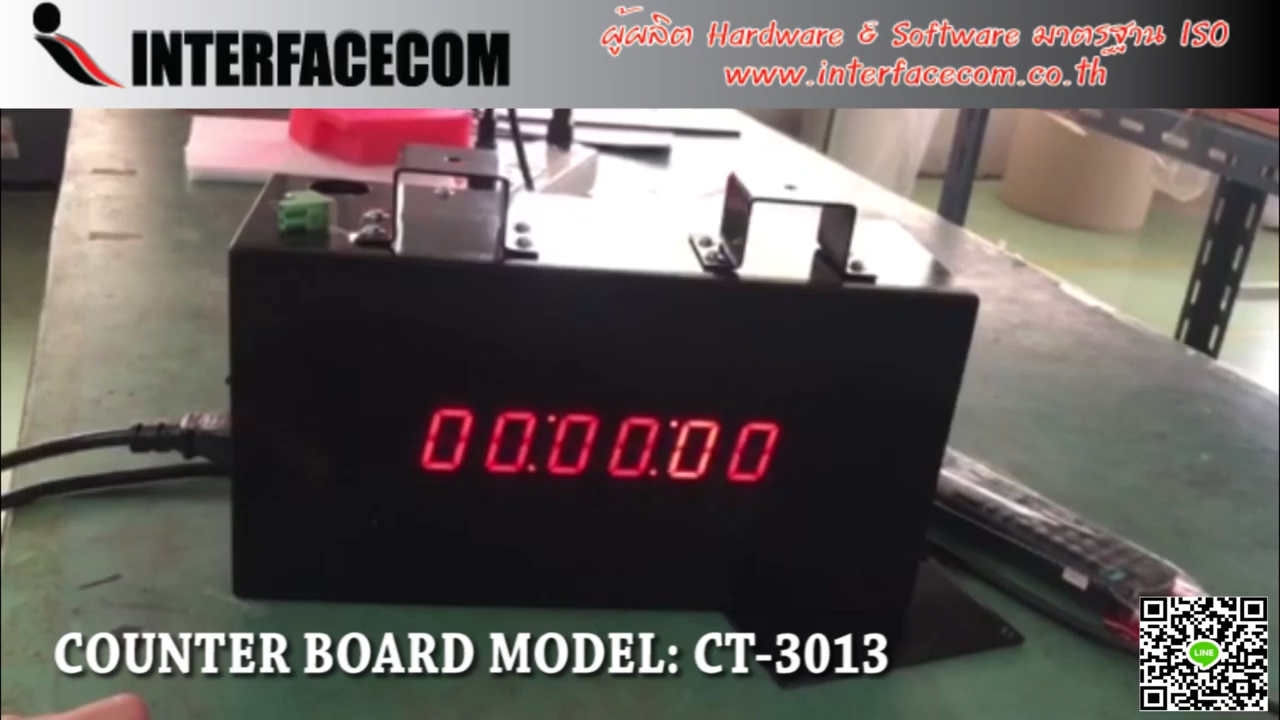 INTERFACECOM
ผู้ผลิต Hardware & Software มาตรฐาน ISO
www.interfacecom.co.th
00:00:00
COUNTER BOARD MODEL: CT-3013
LINE